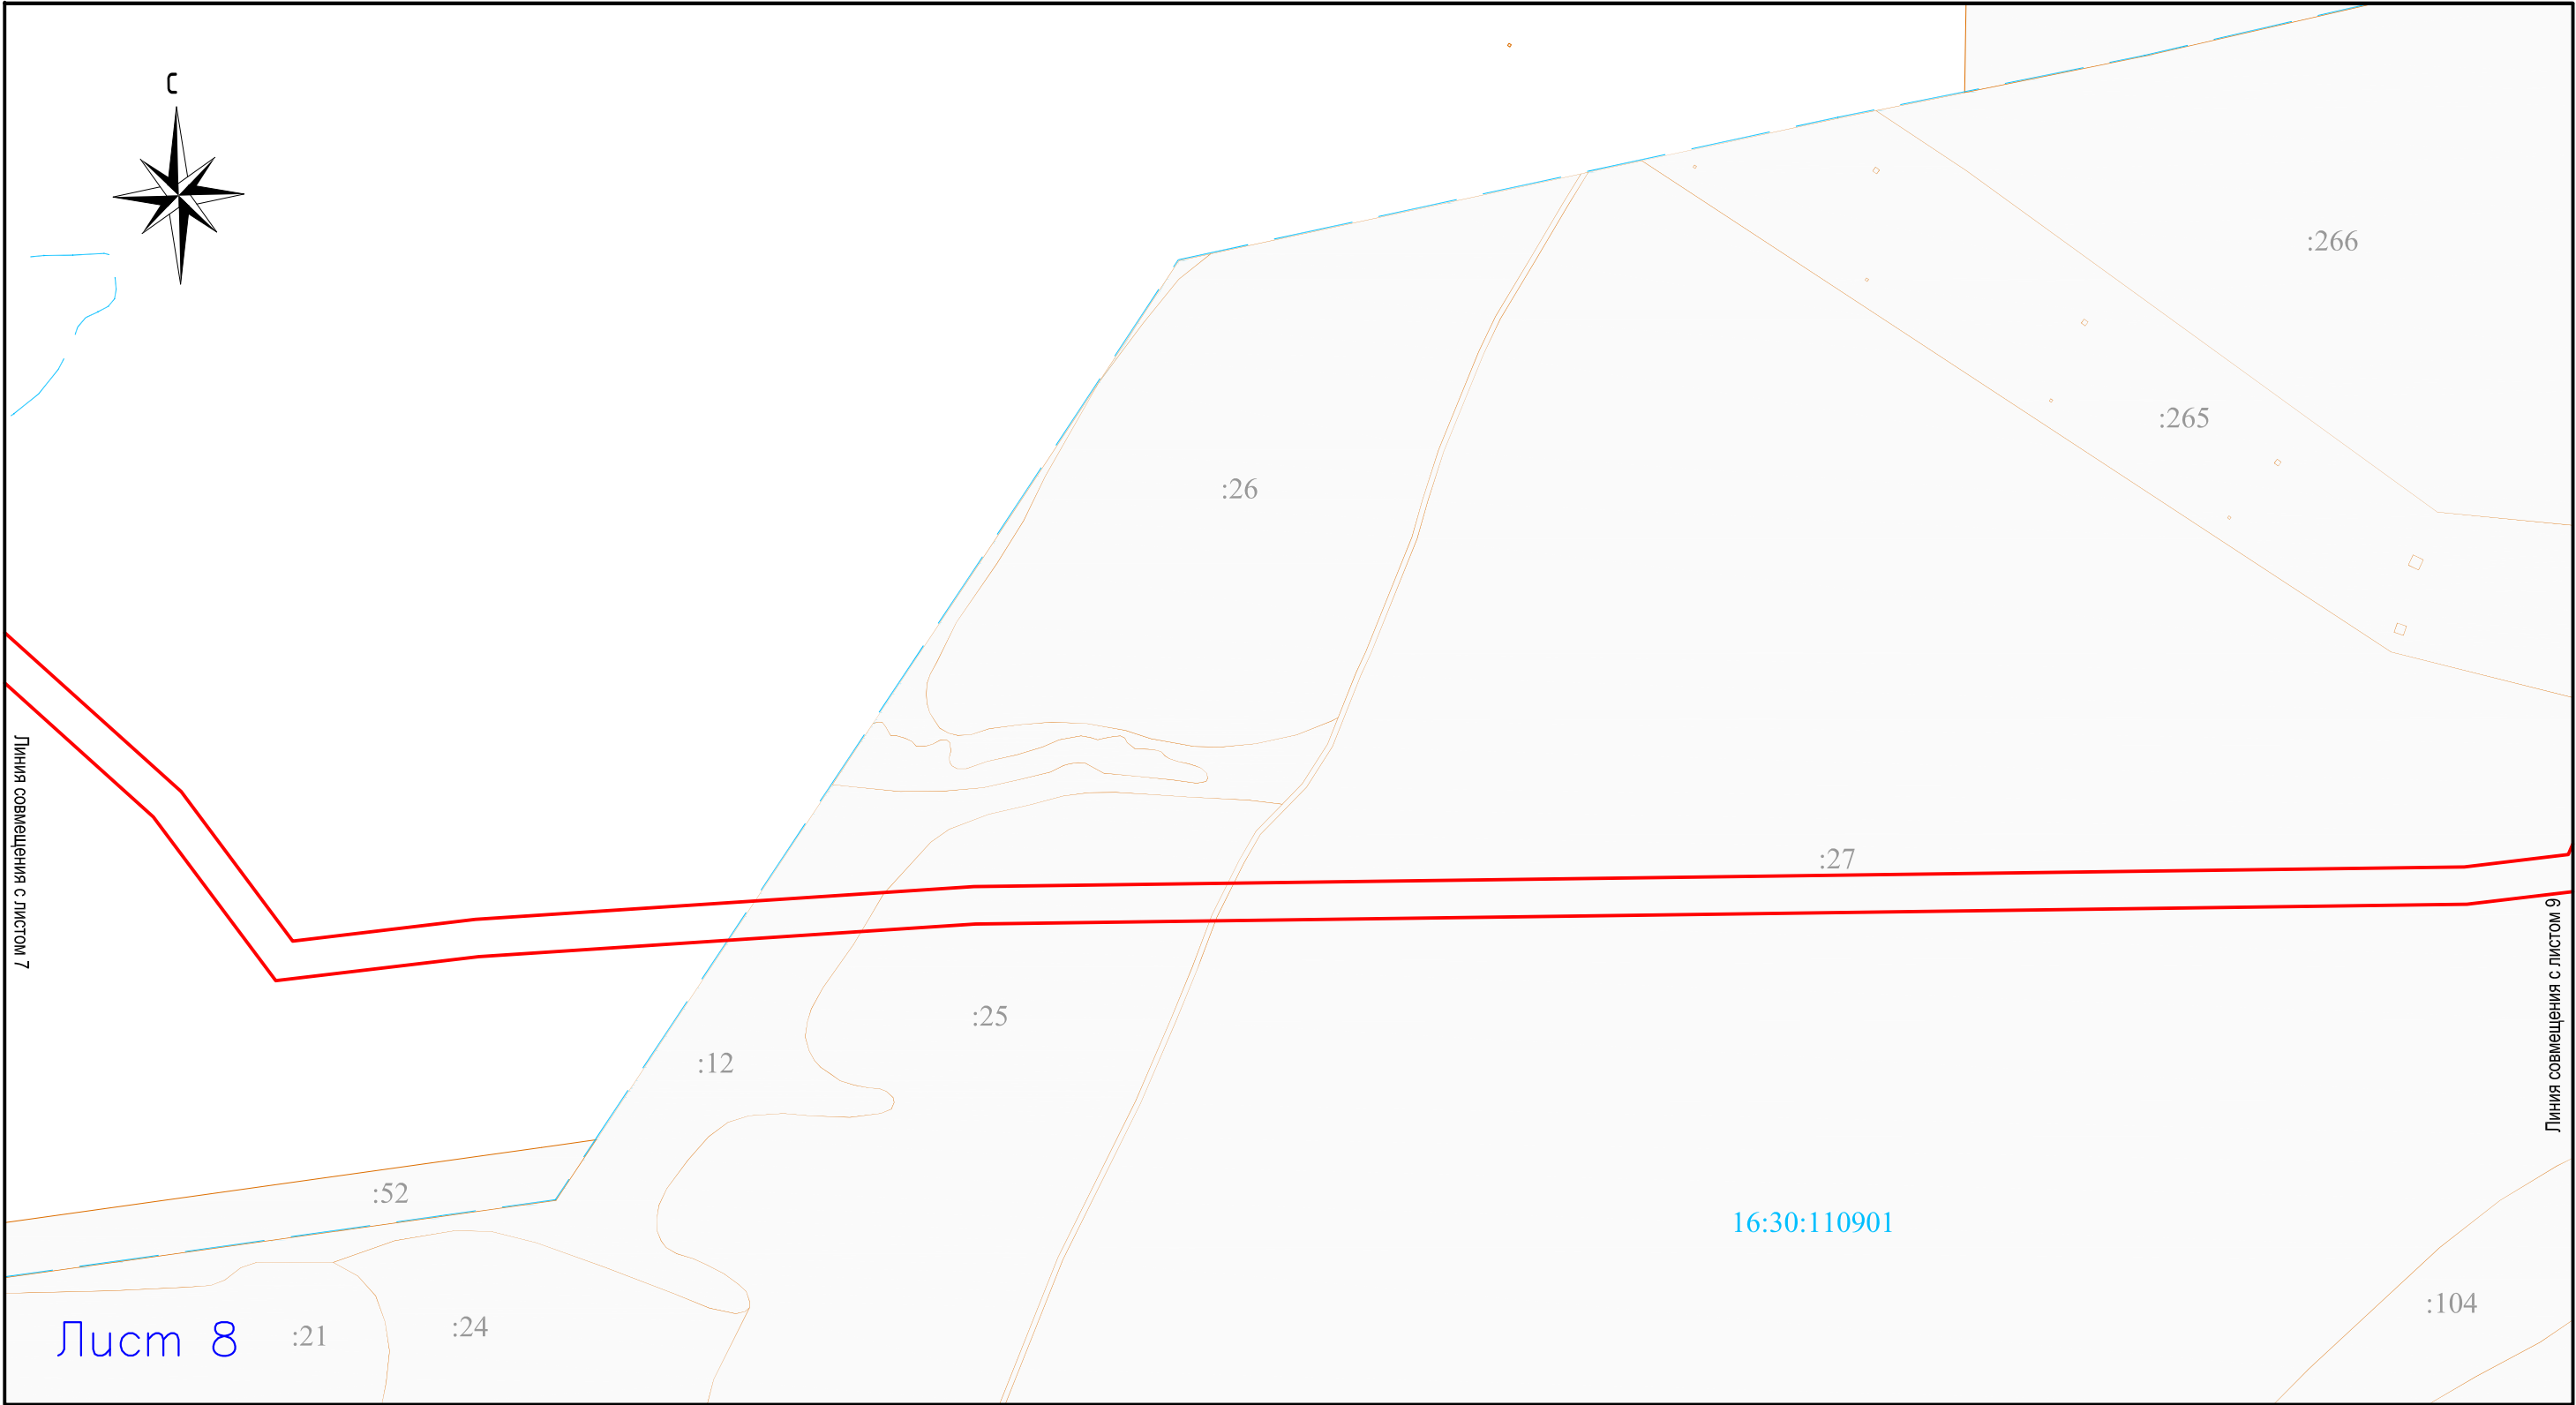 С
:266
:265
:26
Линия совмещения с листом 7
:27
Линия совмещения с листом 9
:25
:12
:52
16:30:110901
:104
:24
:21
Лист 8